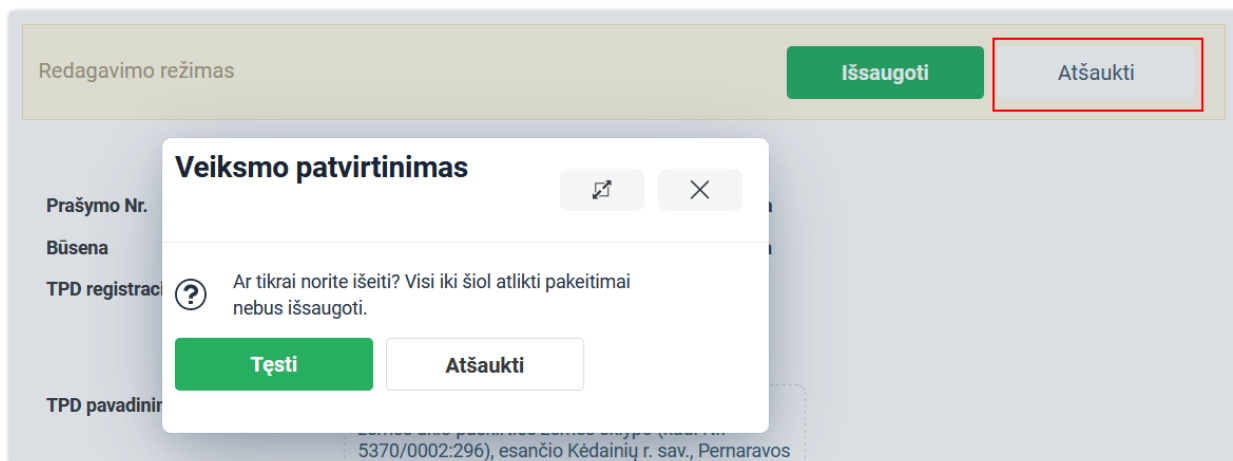 Redagavimo režimas
Išsaugoti
Atšaukti
Veiksmo patvirtinimas
Prašymo Nr.
Būsena
TPD registraci
Ar tikrai norite išeiti? Visi iki šiol atlikti pakeitimai
nebus išsaugoti.
Tęsti
Atšaukti
TPD pavadinim
5370/0002:296), esančio Kėdainių r. sav., Pernaravos